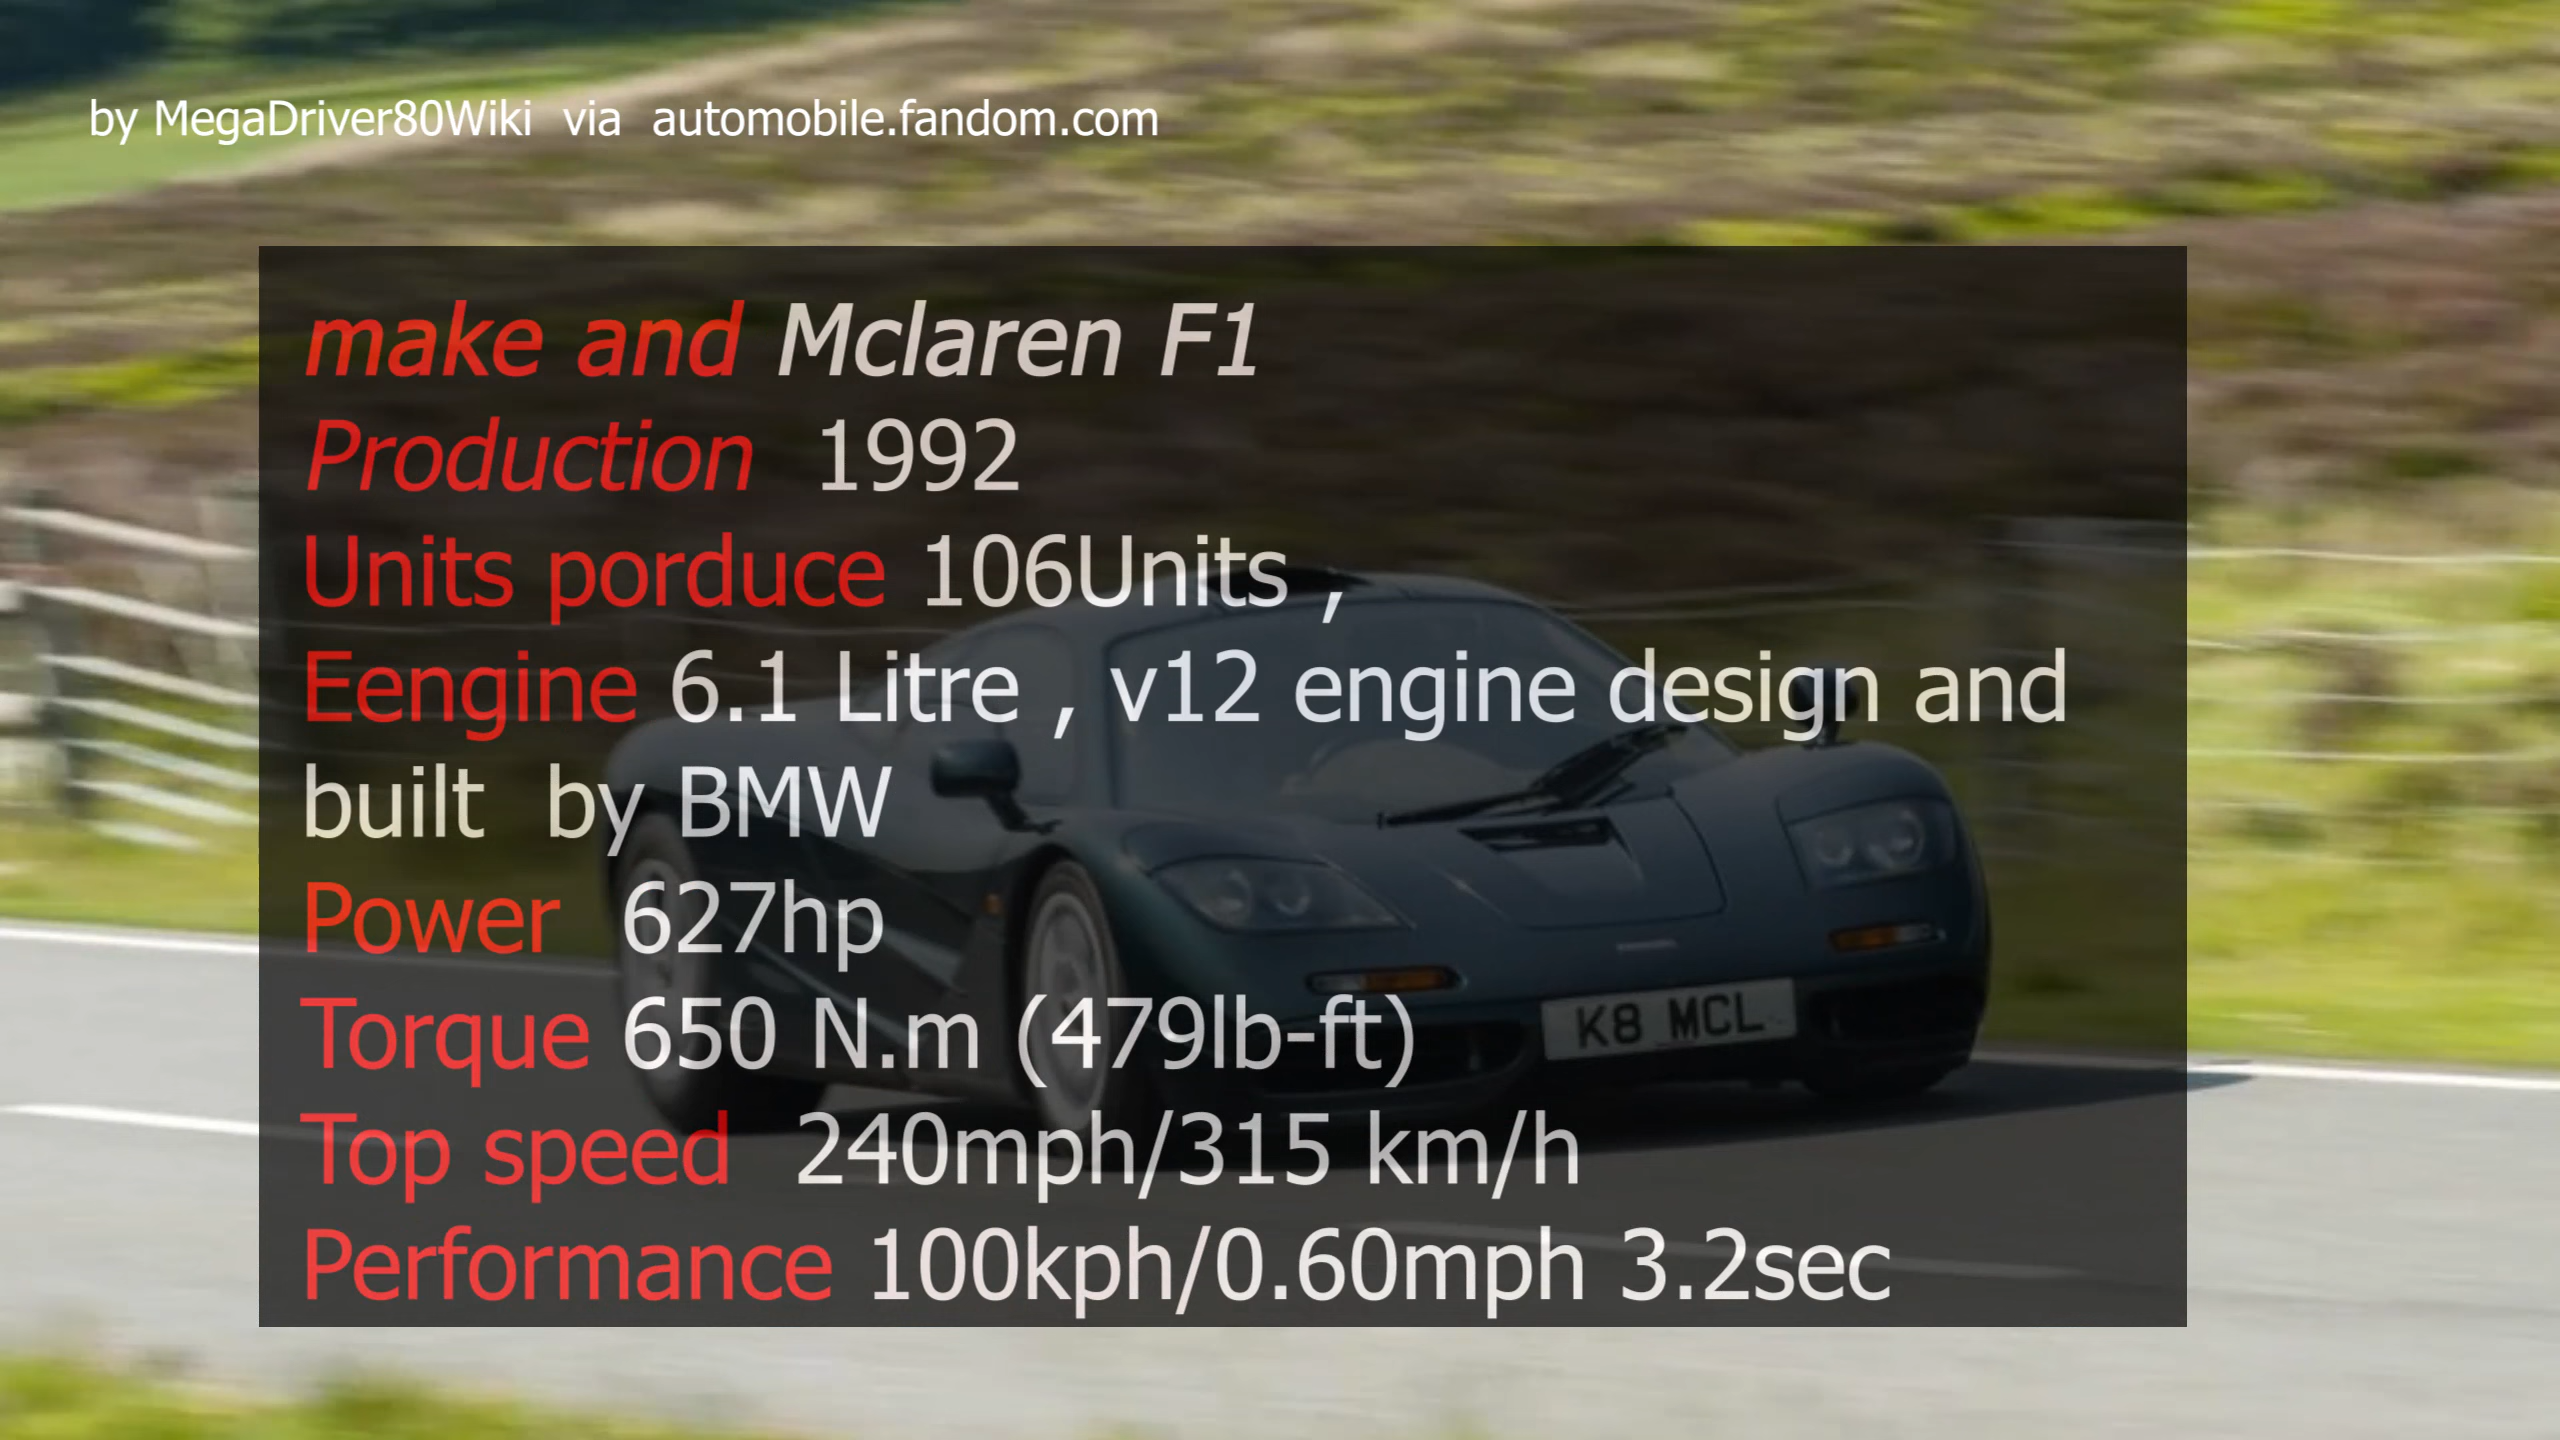 by MegaDriver80Wiki via automobile.fandom.com
make and Mclaren F1
Production 1992
Units porduce 106Units ,
Eengine 6.1 Litre , v12 engine design and
built by BMW
Power 627hp
Torque 650 N.m (479lb-ft)
Top speed 240mph/315 km/h
Performance 100kph/0.60mph 3.2sec
K8 MCL